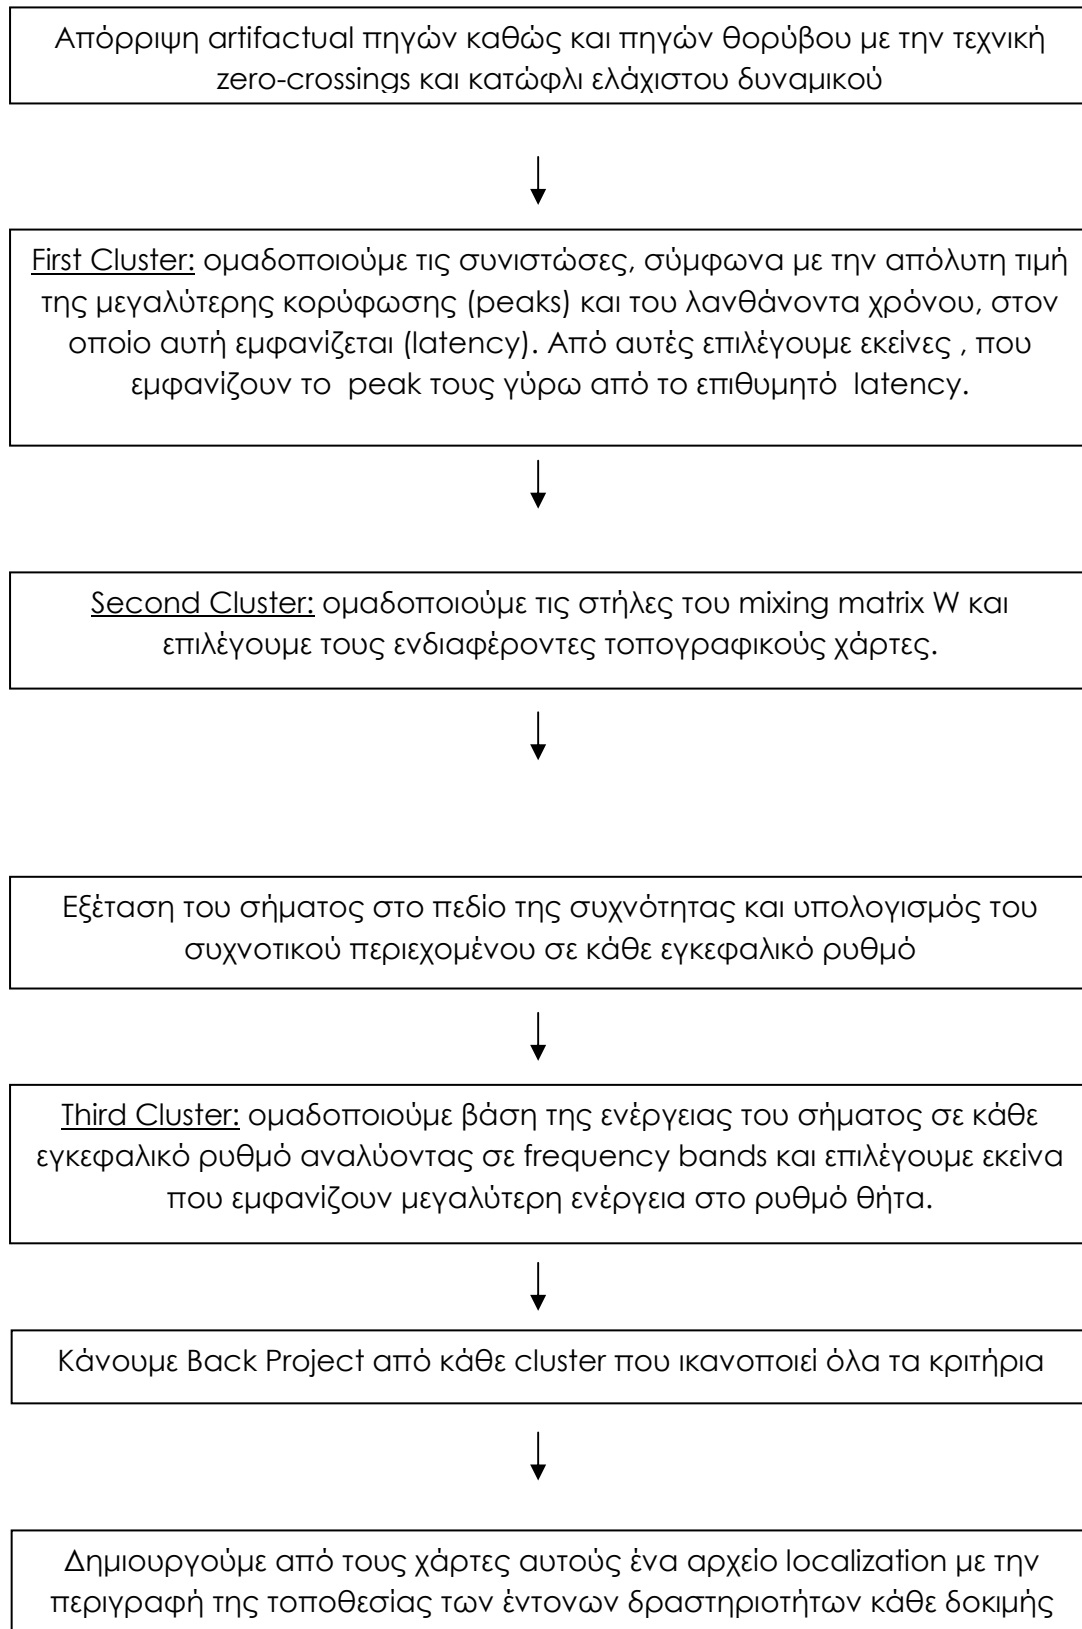 Απόρριψη artifactual πηγών καθώς και πηγών θορύβου με την τεχνική
zero-crossings και κατώφλι ελάχιστου δυναμικού
First Cluster: ομαδοποιούμε τις συνιστώσες, σύμφωνα με την απόλυτη τιμή
της μεγαλύτερης κορύφωσης (peaks) και του λανθάνοντα χρόνου, στον
οποίο αυτή εμφανίζεται (latency). Από αυτές επιλέγουμε εκείνες , που
εμφανίζουν το peak τους γύρω από το επιθυμητό latency.
Second Cluster: ομαδοποιούμε τις στήλες του mixing matrix W και
επιλέγουμε τους ενδιαφέροντες τοπογραφικούς χάρτες.
Εξέταση του σήματος στο πεδίο της συχνότητας και υπολογισμός του
συχνοτικού περιεχομένου σε κάθε εγκεφαλικό ρυθμό
Third Cluster: ομαδοποιούμε βάση της ενέργειας του σήματος σε κάθε
εγκεφαλικό ρυθμό αναλύοντας σε frequency bands και επιλέγουμε εκείνα
που εμφανίζουν μεγαλύτερη ενέργεια στο ρυθμό θήτα.
Κάνουμε Back Project από κάθε cluster που ικανοποιεί όλα τα κριτήρια
Δημιουργούμε από τους χάρτες αυτούς ένα αρχείο localization με την
περιγραφή της τοποθεσίας των έντονων δραστηριοτήτων κάθε δοκιμής